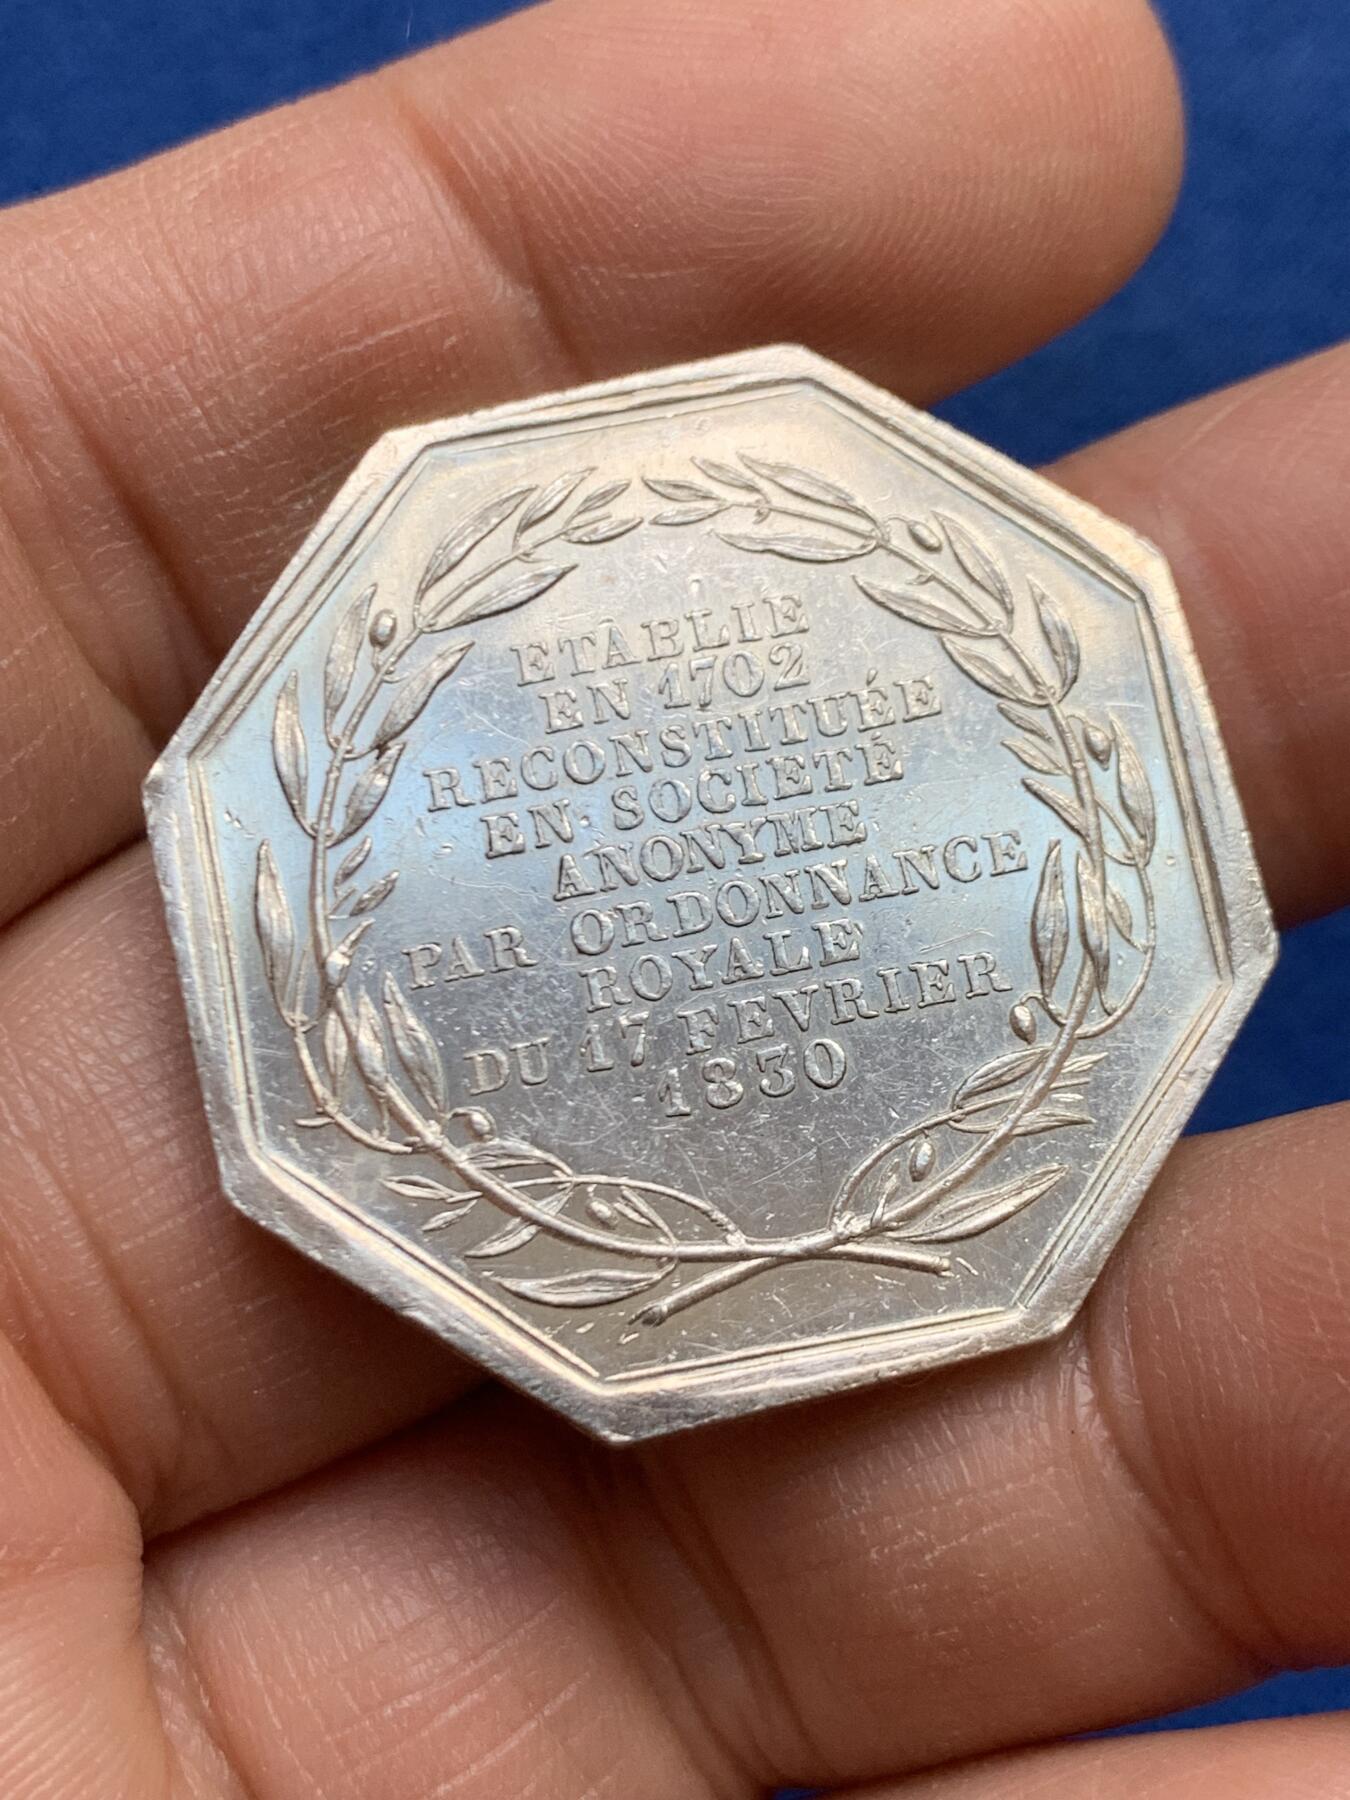 ETABLIE
EN 1702
RECONSTITUÉE
EN SOCIETÉ
ANONYME
PAR ORDONNANCE
ROYALE
DU 17 FEVRIER
1830